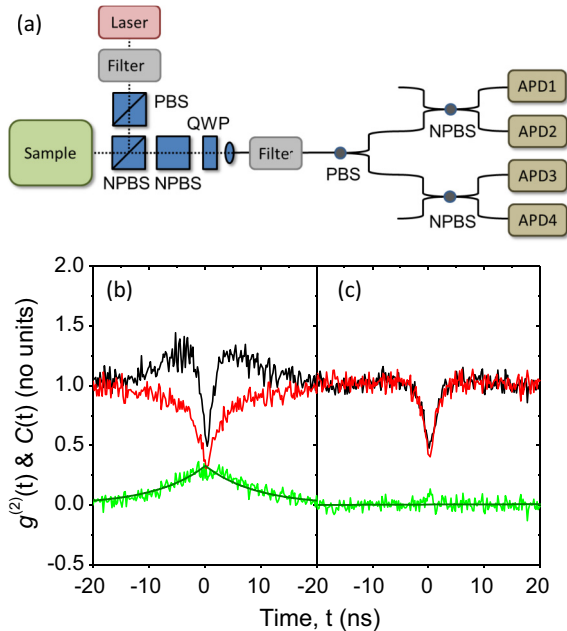 (a)
Laser
Filter
PBS
QWP
Sample
NPBS
NPBS
Filter
PBS
NPBS
NPBS
APD1
APD2
APD3
APD4
g(2)(t) & C(t) (no units)
2.0
1.5
1.0
0.5
0.0
-0.5
(b)
(c)
-20 -10 0 10 20 -10 0 10 20
Time, t (ns)